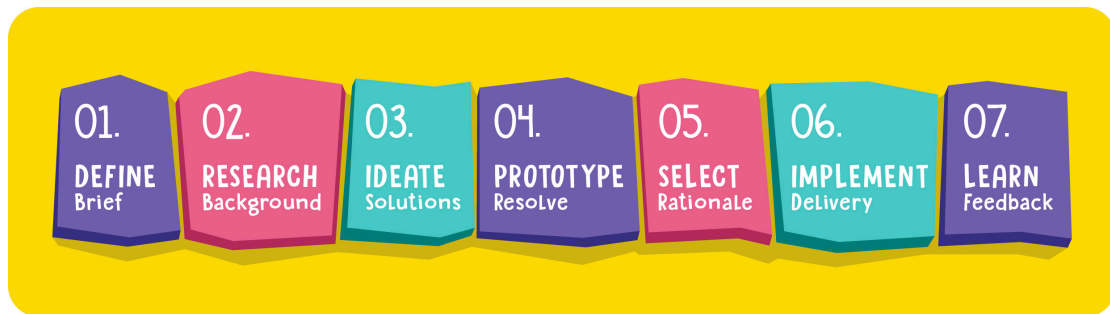 01.
DEFINE
Brief
02.
RESEARCH
Background
03.
IDEATE
Solutions
04.
PROTOTYPE
Resolve
05.
SELECT
Rationale
06.
IMPLEMENT
Delivery
07.
LEARN
Feedback